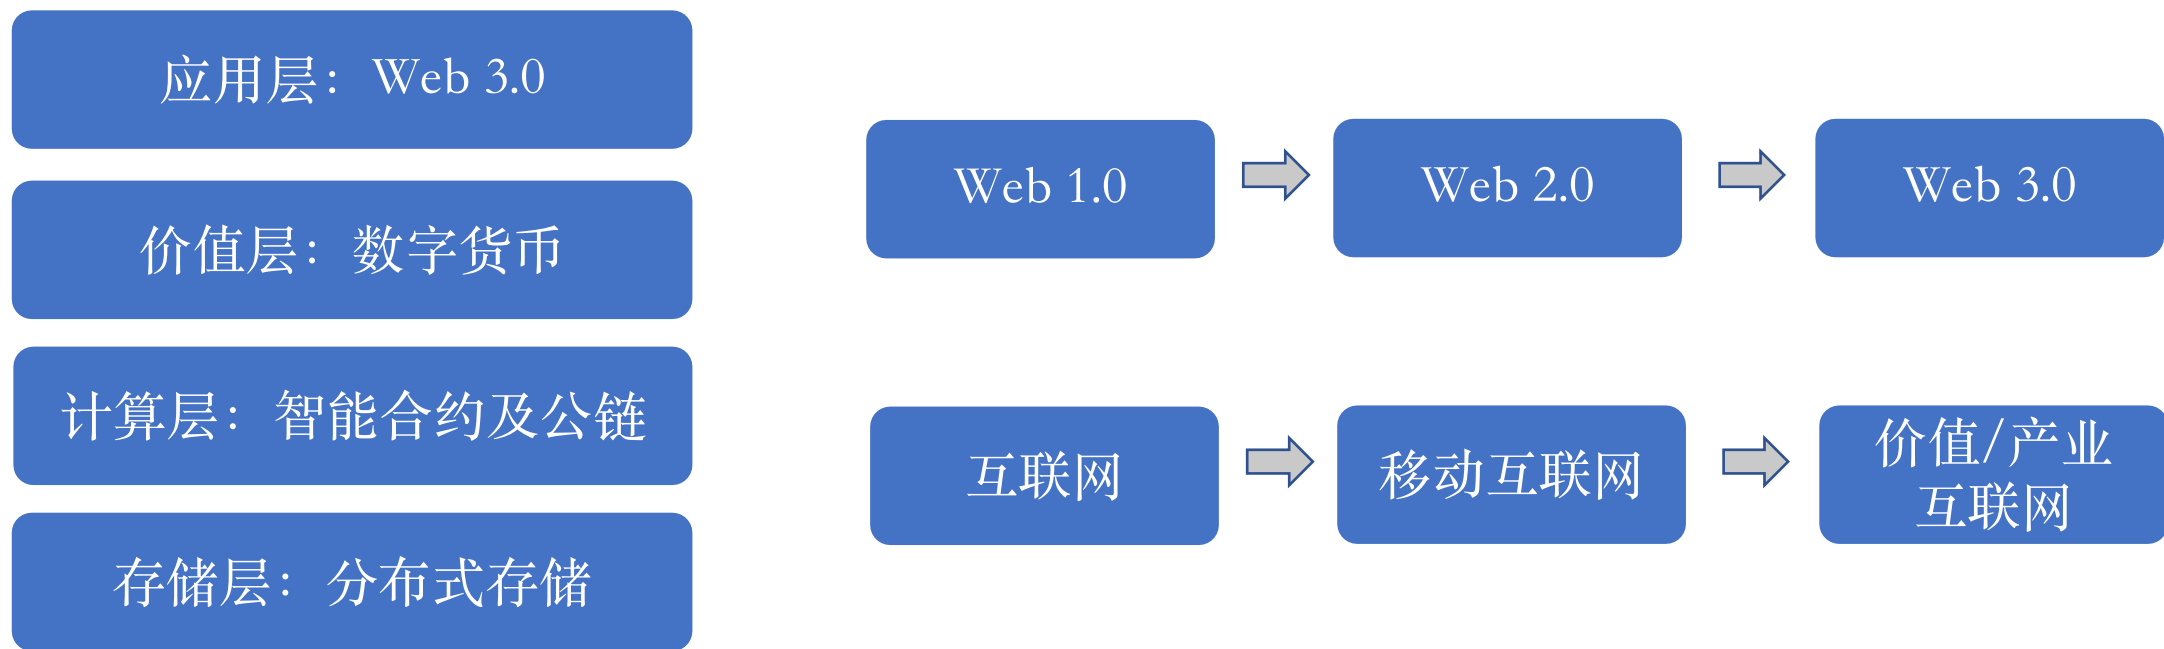 应用层：Web 3.0
价值层：数字货币
计算层：智能合约及公链
存储层：分布式存储
Web 1.0
Web 2.0
Web 3.0
互联网
移动互联网
价值/产业
互联网